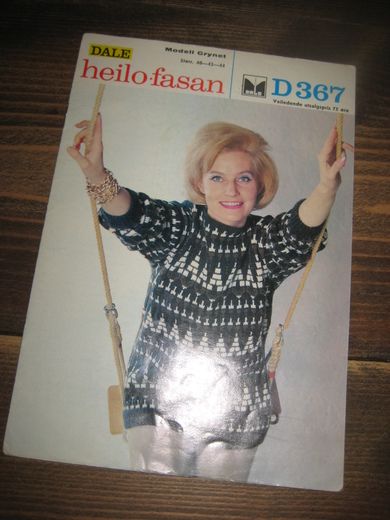 DALE
Modell Grynet
Størr. 40—42—44
heilo·fasan
D 367
Veiledende utsalgspris 75 øre